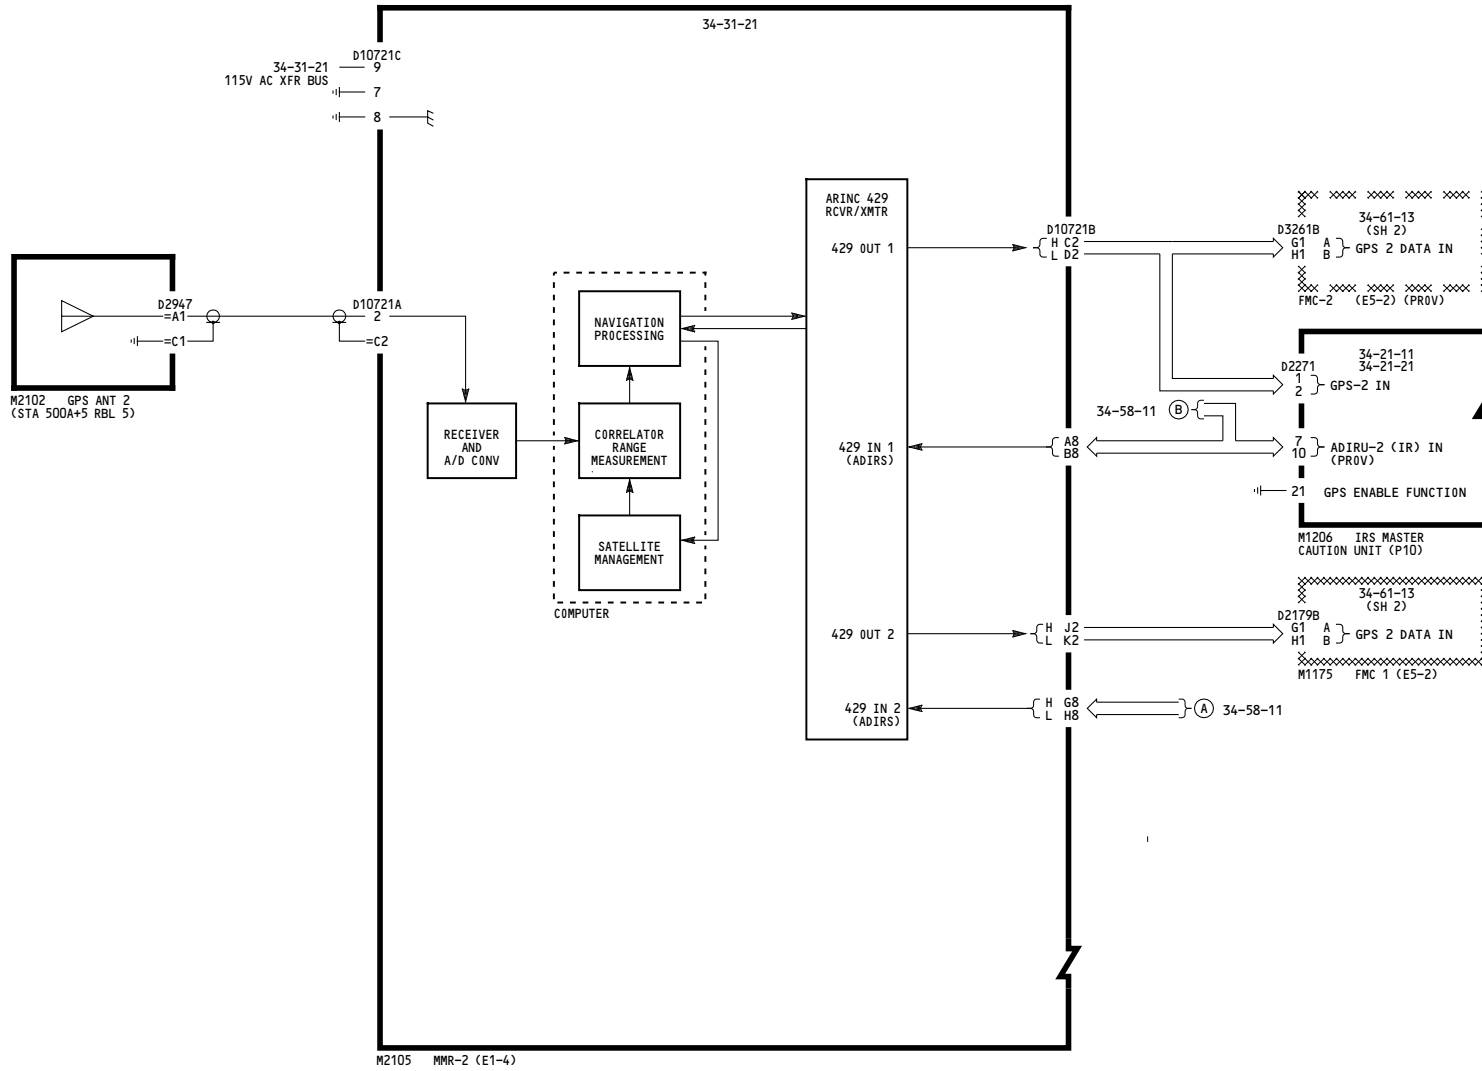 34-31-21
D10721C
34-31-21
115V AC XFR BUS
9
7
8
ARINC 429
RCVR/XMTR
429 OUT 1
D10721B
H C2
L D2
34-61-13
(SH 2)
D3261B
G1 A
H1 B
GPS 2 DATA IN
FMC-2 (E5-2) (PROV)
D2947
=A1
=C1
D10721A
2
=C2
M2102 GPS ANT 2
(STA 500A+5 RBL 5)
NAVIGATION
PROCESSING
RECEIVER
AND
A/D CONV
CORRELATOR
RANGE
MEASUREMENT
SATELLITE
MANAGEMENT
COMPUTER
34-21-11
34-21-21
D2271
1
2
GPS-2 IN
34-58-11 B
429 IN 1
(ADIRS)
A8
B8
7
10
ADIRU-2 (IR) IN
(PROV)
21 GPS ENABLE FUNCTION
M1206 IRS MASTER
CAUTION UNIT (P10)
34-61-13
(SH 2)
D2179B
429 OUT 2
H J2
L K2
G1 A
H1 B
GPS 2 DATA IN
M1175 FMC 1 (E5-2)
429 IN 2
(ADIRS)
H G8
L H8
A 34-58-11
M2105 MMR-2 (E1-4)